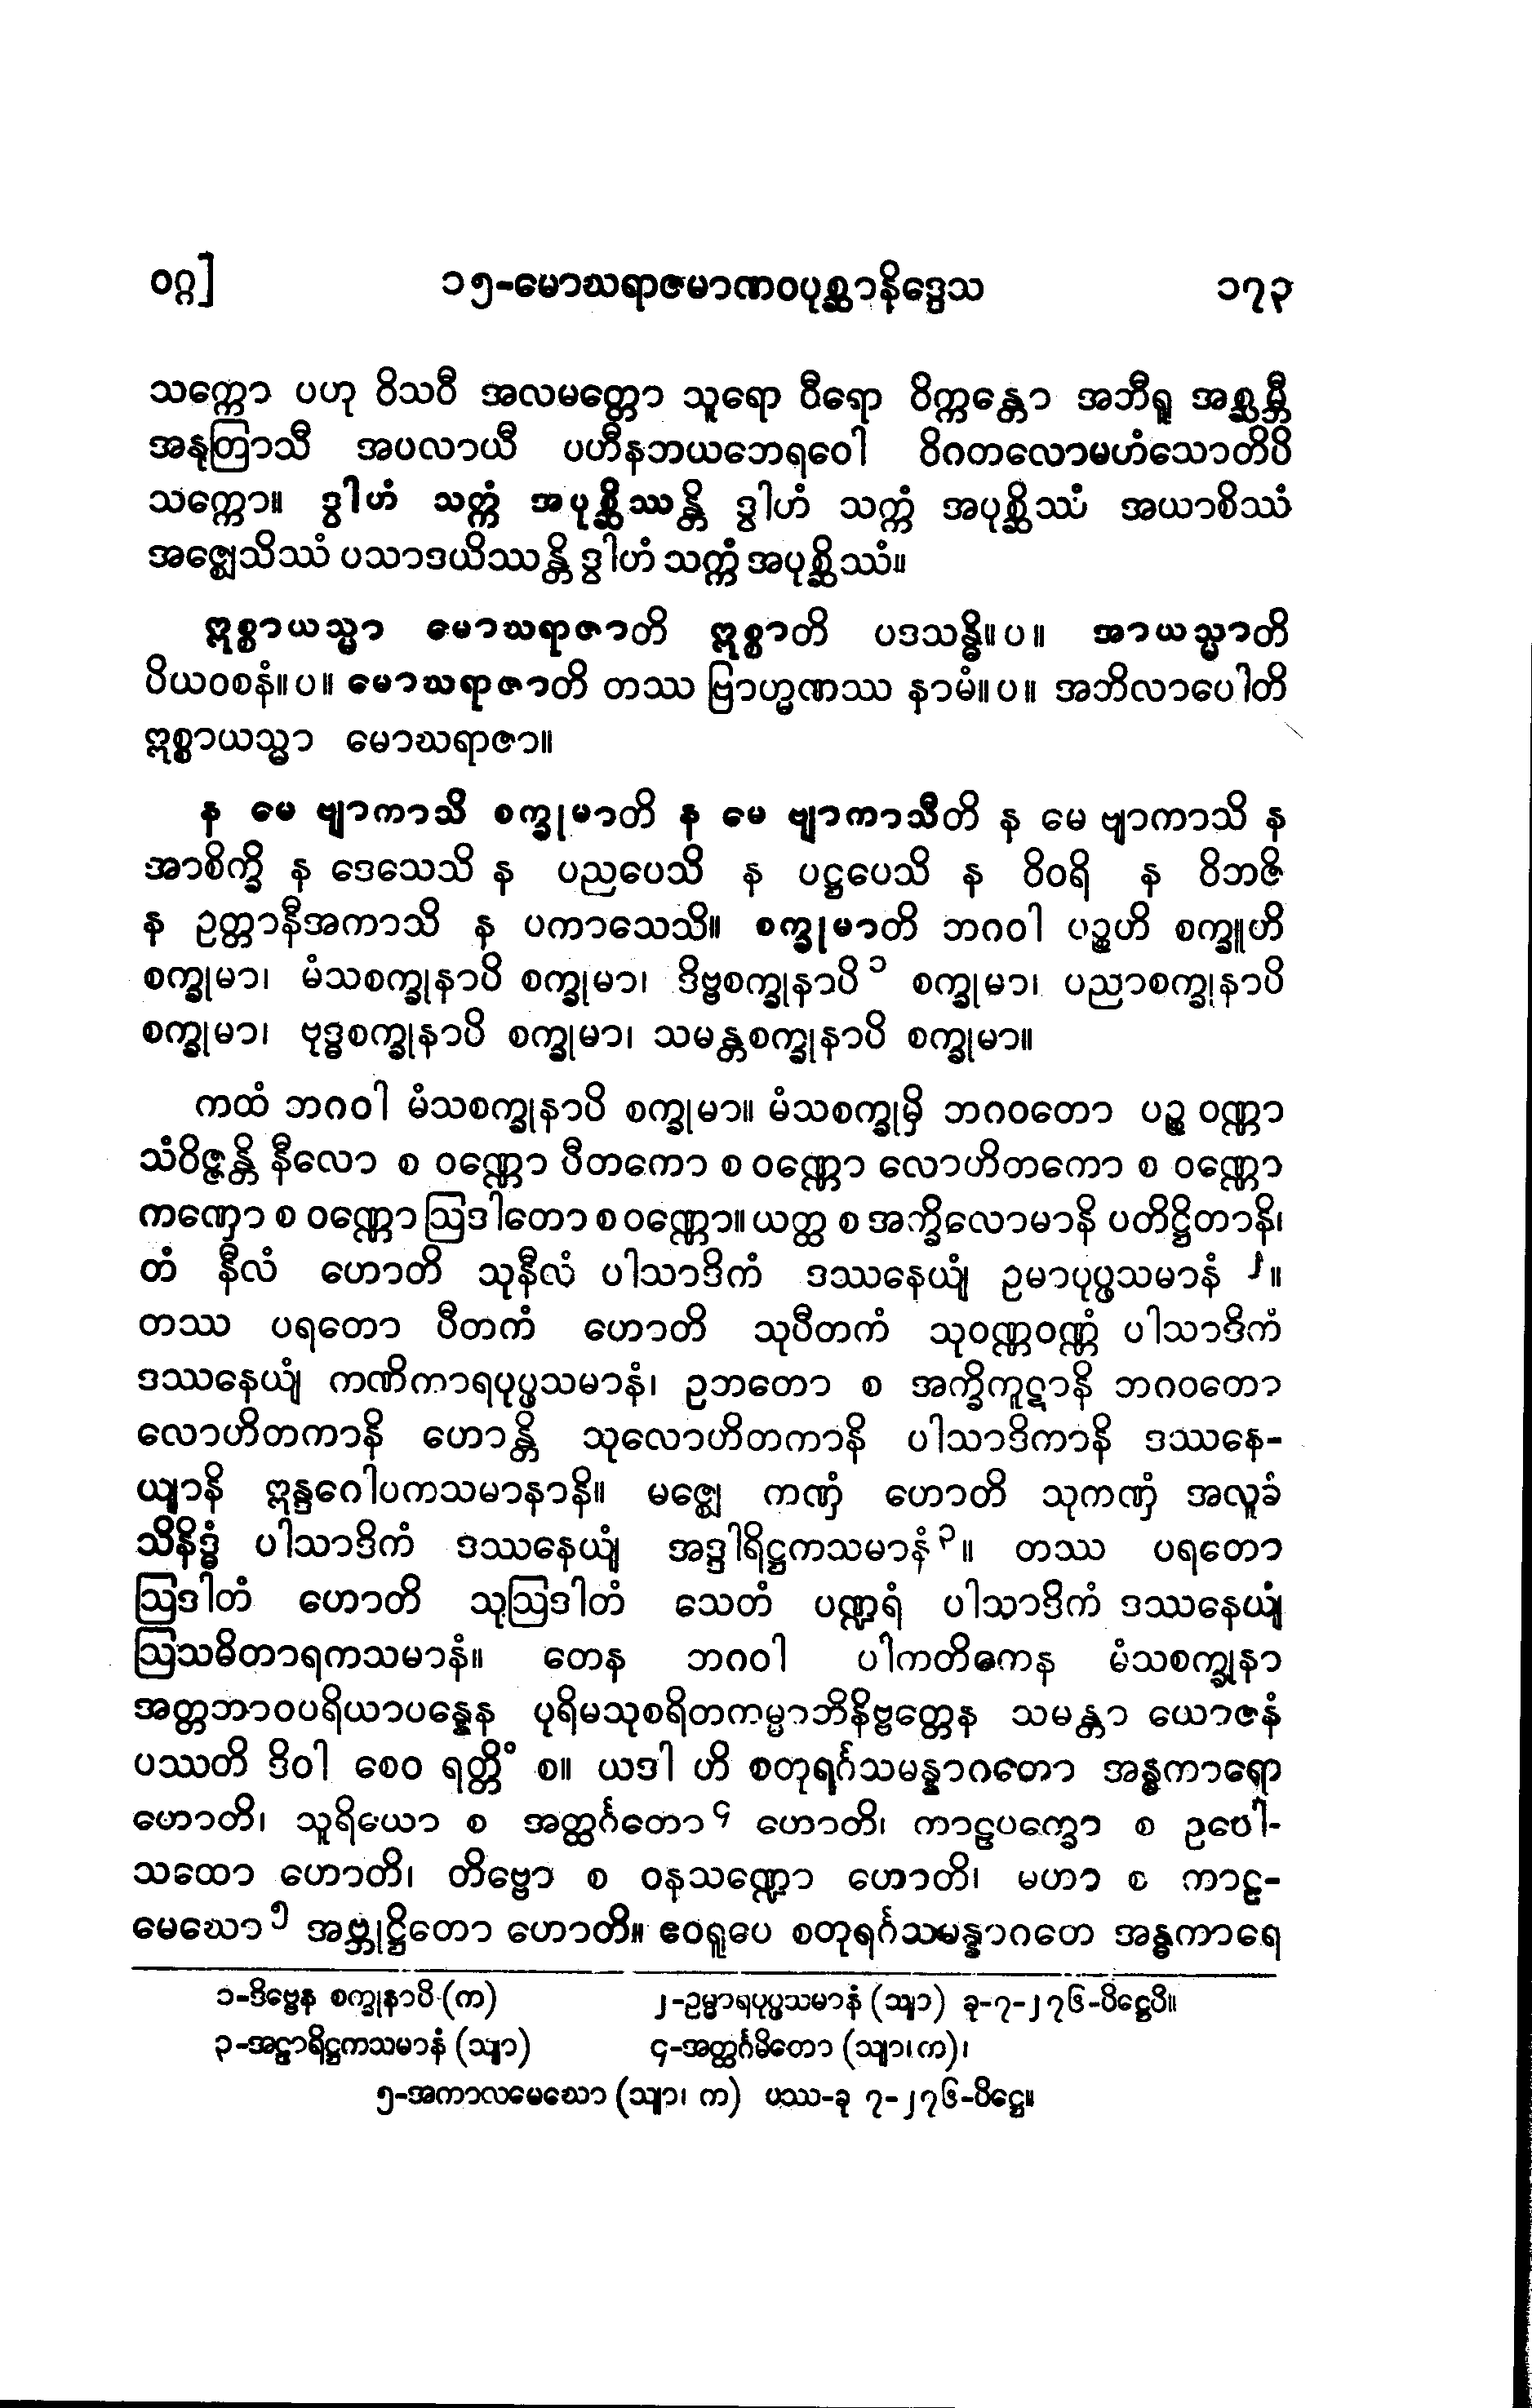 ဝဂ္ဂ] ၁၅-မောဃရာဇမာဏဝပုစ္ဆာနိဒ္ဒေသ ၁၇၃
သက္ကော ပဟု ဝိသဝီ အလမတ္တော သူရော ဝီရော ဝိက္ကန္တော အဘီရူ အစ္ဆမ္ဘီ
အနုတြာသီ အပလာယီ ပဟီနဘယဘေရဝေါ ဝိဂတလောမဟံသောတိပိ
သက္ကော။ ဒွါဟံ သက္ကံ အပုစ္ဆိဿန္တိ ဒွါဟံ သက္ကံ အပုစ္ဆိဿံ အယာစိဿံ
အဇ္ဈေသိဿံ ပသာဒယိဿန္တိ ဒွါဟံ သက္ကံ အပုစ္ဆိဿံ။
ဣစ္စာယသ္မာ မောဃရာဇာတိ ဣစ္စာတိ ပဒသန္ဓိ။ပ။ အာယသ္မာတိ
ပိယဝစနံ။ပ။ မောဃရာဇာတိ တဿ ဗြာဟ္မဏဿ နာမံ။ပ။ အဘိလာပေါတိ
ဣစ္စာယသ္မာ မောဃရာဇာ။
န မေ ဗျာကာသိ စက္ခုမာတိ န မေ ဗျာကာသီတိ န မေ ဗျာကာသိ န
အာစိက္ခိ န ဒေသေသိ န ပညပေသိ န ပဋ္ဌပေသိ န ဝိဝရိ န ဝိဘဇိ
န ဥတ္တာနီအကာသိ န ပကာသေသိ။ စက္ခုမာတိ ဘဂဝါ ပဉ္စဟိ စက္ခူဟိ
စက္ခုမာ၊ မံသစက္ခုနာပိ စက္ခုမာ၊ ဒိဗ္ဗစက္ခုနာပိ ၁ စက္ခုမာ၊ ပညာစက္ခုနာပိ
စက္ခုမာ၊ ဗုဒ္ဓစက္ခုနာပိ စက္ခုမာ၊ သမန္တစက္ခုနာပိ စက္ခုမာ။
ကထံ ဘဂဝါ မံသစက္ခုနာပိ စက္ခုမာ။ မံသစက္ခုမှိ ဘဂဝတော ပဉ္စ ဝဏ္ဏာ
သံဝိဇ္ဇန္တိ နီလော စ ဝဏ္ဏော ပီတကော စ ဝဏ္ဏော လောဟိတကော စ ဝဏ္ဏော
ကဏှော စ ဝဏ္ဏော ဩဒါတော စ ဝဏ္ဏော။ ယတ္ထ စ အက္ခိလောမာနိ ပတိဋ္ဌိတာနိ၊
တံ နီလံ ဟောတိ သုနီလံ ပါသာဒိကံ ဒဿနေယျံ ဥမာပုပ္ဖသမာနံ ၂။
တဿ ပရတော ပီတကံ ဟောတိ သုပီတကံ သုဝဏ္ဏဝဏ္ဏံ ပါသာဒိကံ
ဒဿနေယျံ ကဏိကာရပုပ္ဖသမာနံ၊ ဥဘတော စ အက္ခိကူဋာနိ ဘဂဝတော
လောဟိတကာနိ ဟောန္တိ သုလောဟိတကာနိ ပါသာဒိကာနိ ဒဿနေ-
ယျာနိ ဣန္ဒဂေါပကသမာနာနိ။ မဇ္ဈေ ကဏှံ ဟောတိ သုကဏှံ အလူခံ
သိနိဒ္ဓံ ပါသာဒိကံ ဒဿနေယျံ အဒ္ဒါရိဋ္ဌကသမာနံ ၃။ တဿ ပရတော
ဩဒါတံ ဟောတိ သုဩဒါတံ သေတံ ပဏ္ဍရံ ပါသာဒိကံ ဒဿနေယျံ
ဩသဓိတာရကသမာနံ။ တေန ဘဂဝါ ပါကတိကေန မံသစက္ခုနာ
အတ္တဘာဝပရိယာပန္နေန ပုရိမသုစရိတကမ္မာဘိနိဗ္ဗတ္တေန သမန္တာ ယောဇနံ
ပဿတိ ဒိဝါ စေဝ ရတ္တိံ စ။ ယဒါ ဟိ စတုရင်္ဂသမန္နာဂတော အန္ဓကာရော
ဟောတိ၊ သူရိယော စ အတ္ထင်္ဂတော ၄ ဟောတိ၊ ကာဠပက္ခော စ ဥပေါ-
သထော ဟောတိ၊ တိဗ္ဗော စ ဝနသဏ္ဍော ဟောတိ၊ မဟာ စ ကာဠ-
မေဃော ၅ အဗ္ဘုဋ္ဌိတော ဟောတိ။ ဧဝရူပေ စတုရင်္ဂသမန္နာဂတေ အန္ဓကာရေ
၁-ဒိဗ္ဗေန စက္ခုနာပိ (က) ၂-ဥမ္မာရပုပ္ဖသမာနံ (သျာ) ခု-၇-၂၇၆-ပိဋ္ဌေပိ။
၃-အဋ္ဌာရိဋ္ဌကသမာနံ (သျာ) ၄-အတ္ထင်္ဂမိတော (သျာ၊ က)၊
၅-အကာလမေဃော (သျာ၊ က) ပဿ-ခု ၇-၂၇၆-ပိဋ္ဌေ။